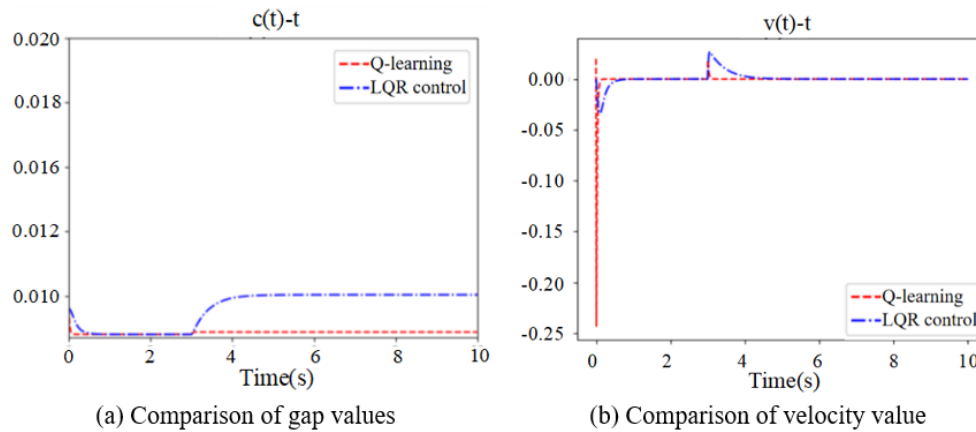 c(t)-t
0.020
0.018
0.016
0.014
0.012
0.010
0 2 4 6 8 10
Time(s)
Q-learning
LQR control
(a) Comparison of gap values
v(t)-t
0.00
-0.05
-0.10
-0.15
-0.20
-0.25
0 2 4 6 8 10
Time(s)
Q-learning
LQR control
(b) Comparison of velocity value